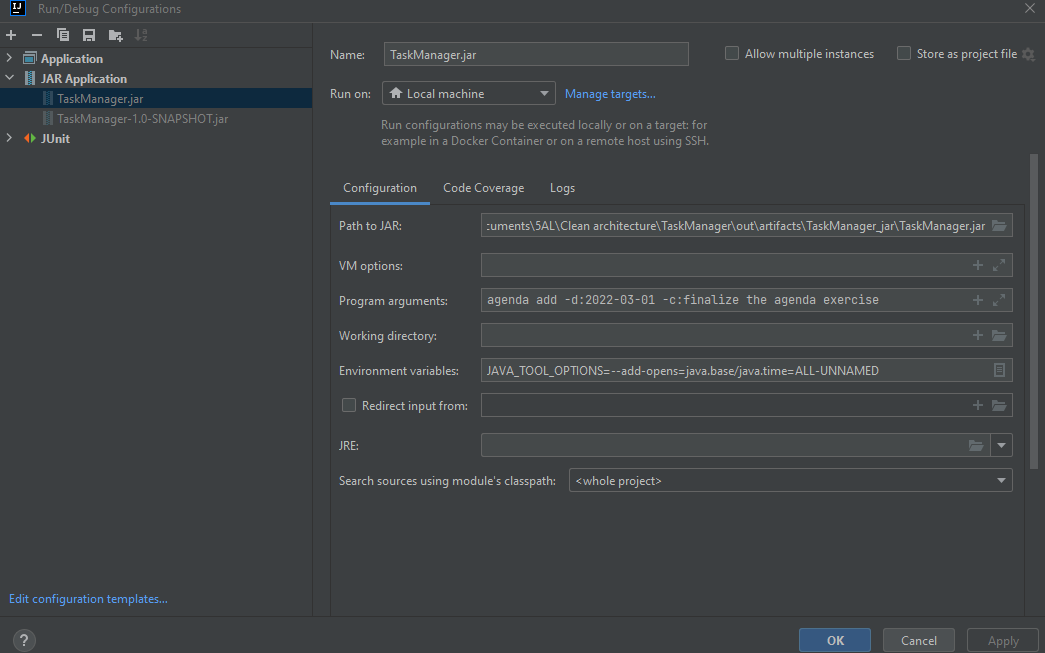 IJ
Run/Debug Configurations
Application
JAR Application
TaskManager.jar
TaskManager-1.0-SNAPSHOT.jar
JUnit
Edit configuration templates...
?
Name: TaskManager.jar
Allow multiple instances
Store as project file
Run on: Local machine
Manage targets...
Run configurations may be executed locally or on a target: for
example in a Docker Container or on a remote host using SSH.
Configuration Code Coverage Logs
Path to JAR: cuments\5AL\Clean architecture\TaskManager\out\artifacts\TaskManager_jar\TaskManager.jar
VM options:
Program arguments: agenda add -d:2022-03-01 -c:finalize the agenda exercise
Working directory:
Environment variables: JAVA_TOOL_OPTIONS=--add-opens=java.base/java.time=ALL-UNNAMED
Redirect input from:
JRE:
Search sources using module's classpath: <whole project>
OK Cancel Apply